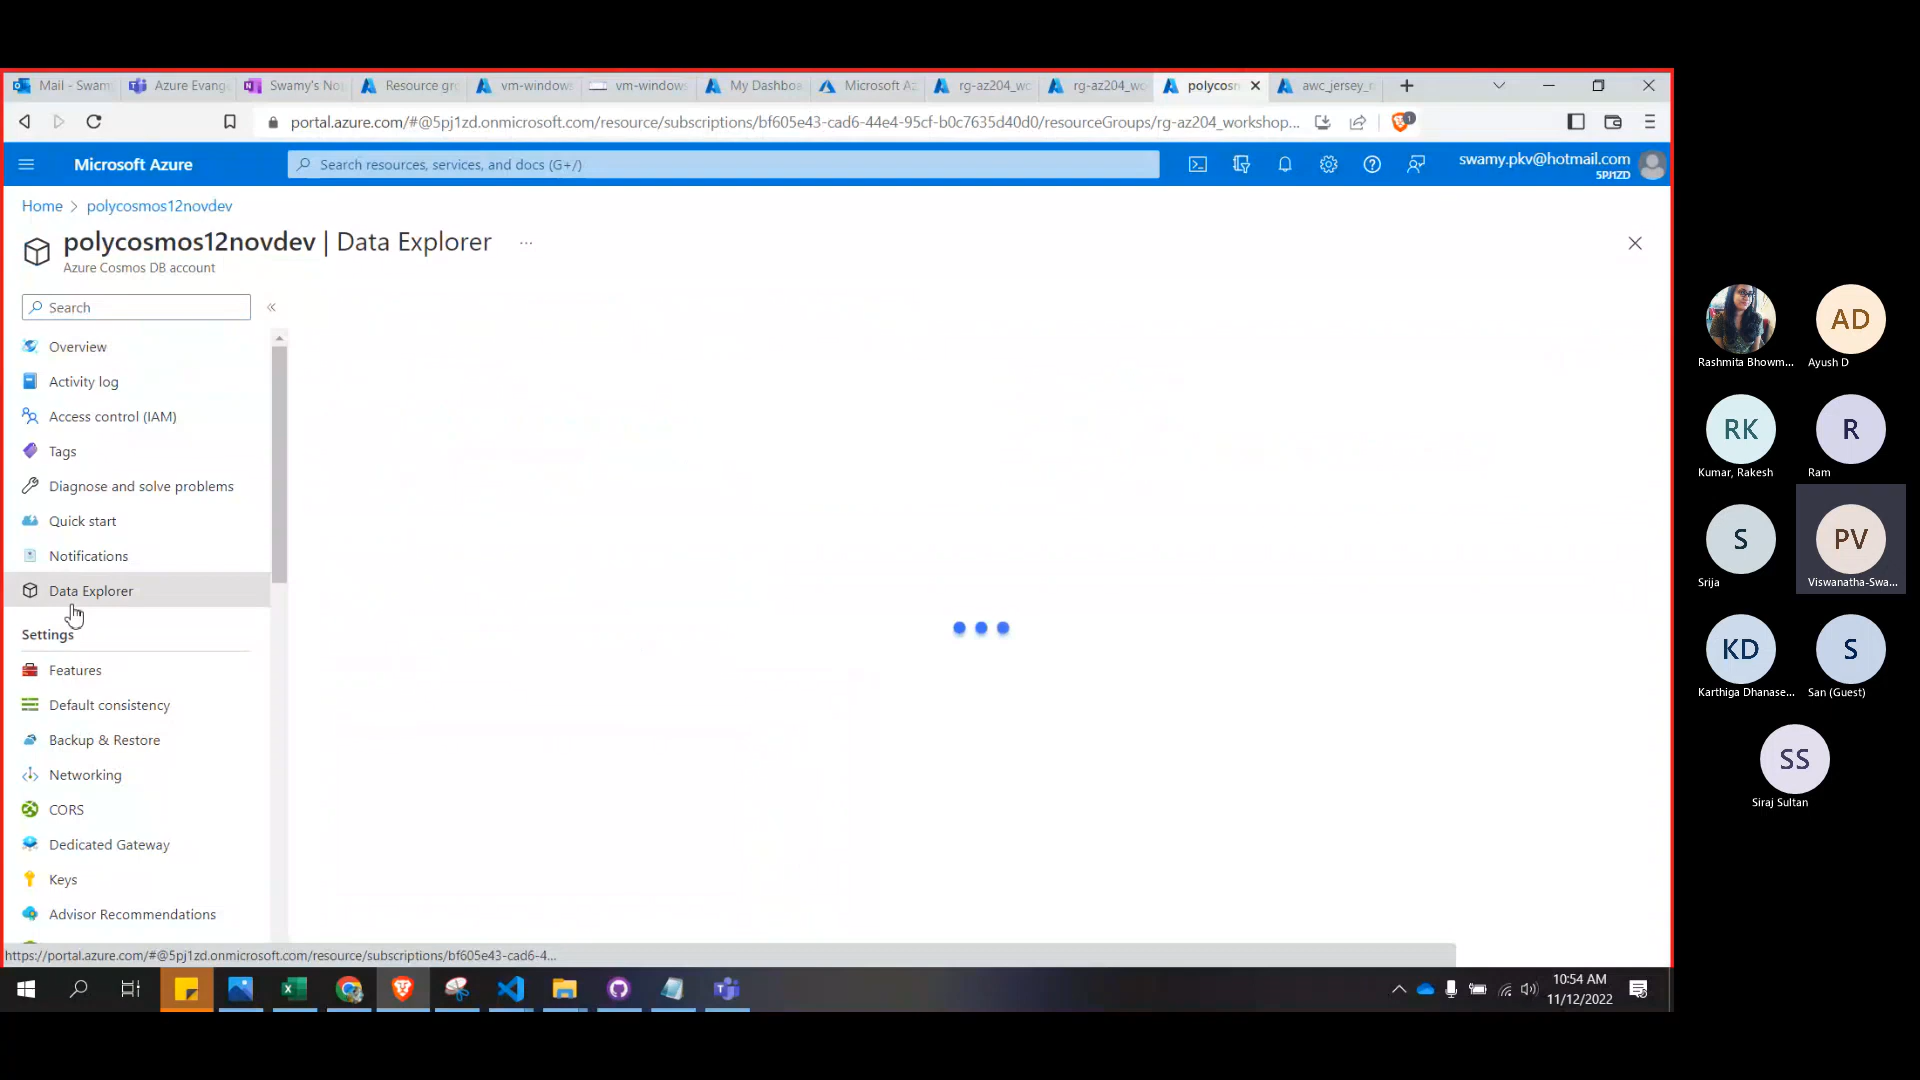 Mail - Swam
Azure Evang
Swamy's No
Resource gr
vm-window
vm-window
My Dashboa
Microsoft Az
rg-az204_wo
rg-az204_wo
polycosm
awc_jersey_
portal.azure.com/#@5pj1zd.onmicrosoft.com/resource/subscriptions/bf605e43-cad6-44e4-95cf-b0c7635d40d0/resourceGroups/rg-az204_workshop...
1
Microsoft Azure
Search resources, services, and docs (G+/)
swamy.pkv@hotmail.com
5PJ1ZD
Home > polycosmos12novdev
polycosmos12novdev | Data Explorer ...
Azure Cosmos DB account
Search
Overview
Activity log
Access control (IAM)
Tags
Diagnose and solve problems
Quick start
Notifications
Data Explorer
Settings
Features
Default consistency
Backup & Restore
Networking
CORS
Dedicated Gateway
Keys
Advisor Recommendations
https://portal.azure.com/#@5pj1zd.onmicrosoft.com/resource/subscriptions/bf605e43-cad6-4...
10:54 AM
11/12/2022
Rashmita Bhowm...
AD
Ayush D
RK
Kumar, Rakesh
R
Ram
S
Srija
PV
Viswanatha-Swa...
KD
Karthiga Dhanase...
S
San (Guest)
SS
Siraj Sultan